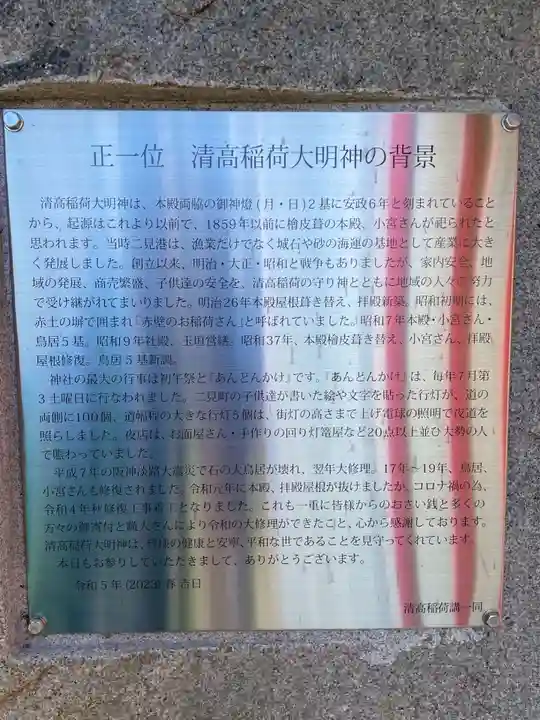 正一位　清高稲荷大明神の背景
清高稲荷大明神は、本殿両脇の御神燈(月・日)2基に安政6年と刻まれていること
から、起源はこれより以前で、1859年以前に檜皮葺の本殿、小宮さんが祀られたと
思われます。当時二見港は、漁業だけでなく城石や砂の海運の基地として産業に大き
く発展しました。創立以来、明治・大正・昭和と戦争もありましたが、家内安全、地
域の発展、商売繁盛、子供達の安全を、清高稲荷の守り神とともに地域の人々に努力
で受け継がれてまいりました。明治26年本殿屋根葺き替え、拝殿新築。昭和初期には、
赤土の塀で囲まれ『赤壁のお稲荷さん』と呼ばれていました。昭和7年本殿・小宮さん・
鳥居5基。昭和9年社殿、玉垣営繕。昭和37年、本殿檜皮葺き替え、小宮さん、拝殿
屋根修復。鳥居5基新調。
神社の最大の行事は初午祭と『あんどんかけ』です。『あんどんかけ』は、毎年7月第
3土曜日に行なわれました。二見町の子供達が書いた絵や文字を貼った行灯が、道の
両側に100個、道幅程の大きな行灯5個は、街灯の高さまで上げ電球の照明で夜道を
照らしました。夜店は、お面屋さん・手作りの回り灯篭屋など20点以上並び大勢の人
で賑わっていました。
平成7年の阪神淡路大震災で石の大鳥居が壊れ、翌年大修理。17年～19年、鳥居、
小宮さんも修復されました。令和元年に本殿、拝殿屋根が抜けましたが、コロナ禍の為、
令和4年秋修復工事着工となりました。これも一重に皆様からのおさい銭と多くの
方々の御寄付と職人さんにより令和の大修理ができたこと、心から感謝しております。
清高稲荷大明神は、皆様の健康と安寧、平和な世であることを見守ってくれています。
本日もお参りしていただきまして、ありがとうございます。
令和5年(2023)春吉日
清高稲荷講一同